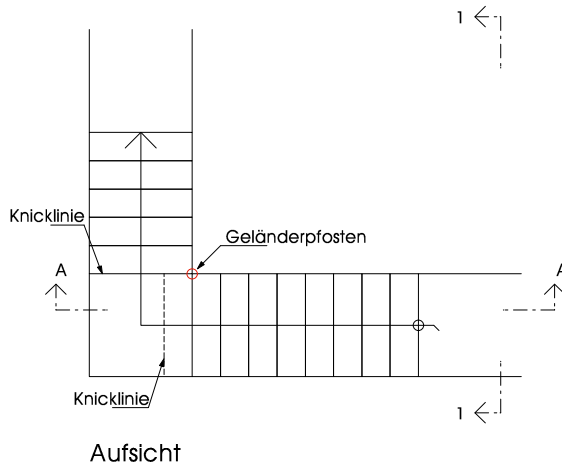 1
Knicklinie
Geländerpfosten
A
A
Knicklinie
1
Aufsicht